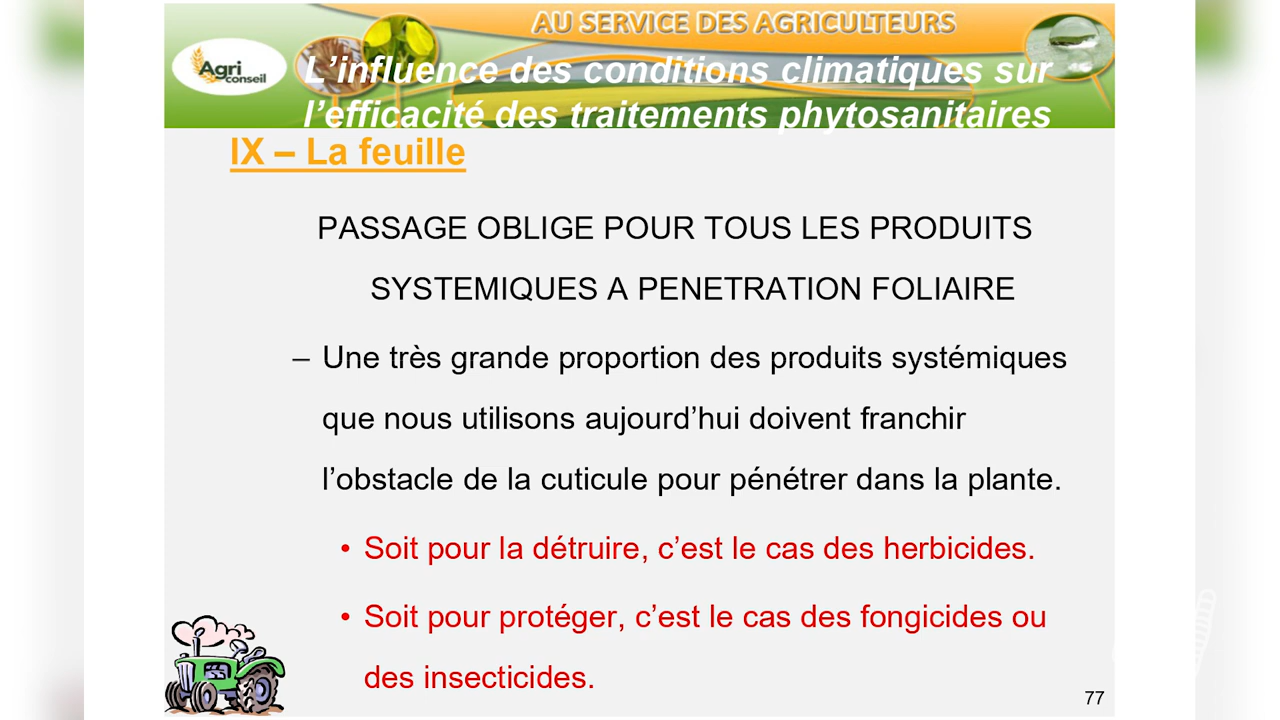 AU SERVICE DES AGRICULTEURS
Agri
conseil
L’influence des conditions climatiques sur
l’efficacité des traitements phytosanitaires
IX – La feuille
PASSAGE OBLIGE POUR TOUS LES PRODUITS
SYSTEMIQUES A PENETRATION FOLIAIRE
– Une très grande proportion des produits systémiques
que nous utilisons aujourd’hui doivent franchir
l’obstacle de la cuticule pour pénétrer dans la plante.
• Soit pour la détruire, c’est le cas des herbicides.
• Soit pour protéger, c’est le cas des fongicides ou
des insecticides.
77